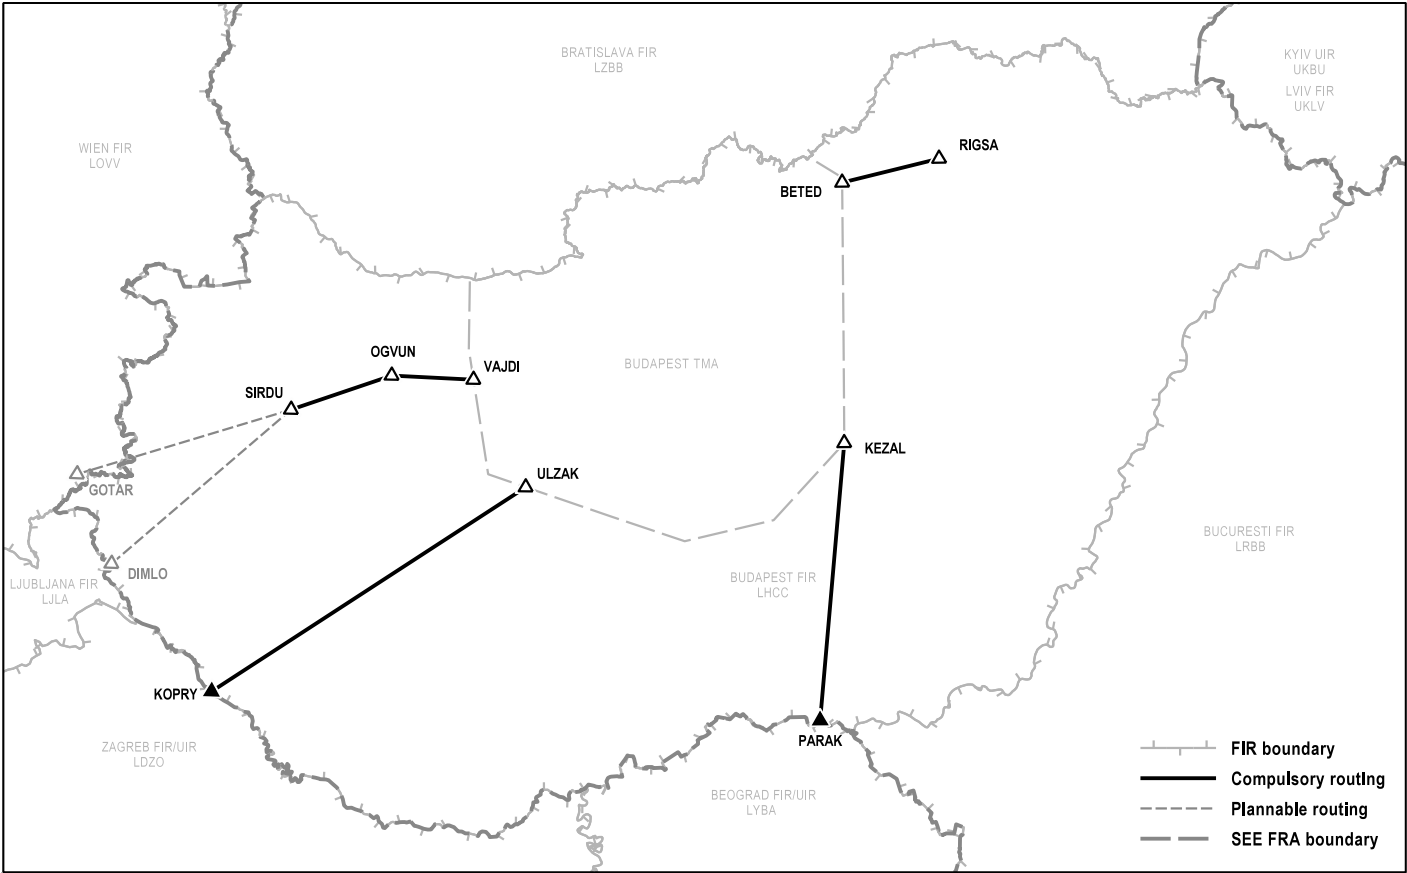 BRATISLAVA FIR
LZBB
KYIV UIR
UKBU
LVIV FIR
UKLV
WIEN FIR
LOVV
RIGSA
BETED
OGVUN
VAJDI
BUDAPEST TMA
SIRDU
KEZAL
ULZAK
GOTAR
BUCURESTI FIR
LRBB
DIMLO
LJUBLJANA FIR
LJLA
BUDAPEST FIR
LHCC
KOPRY
PARAK
ZAGREB FIR/UIR
LDZO
BEOGRAD FIR/UIR
LYBA
FIR boundary
Compulsory routing
Plannable routing
SEE FRA boundary